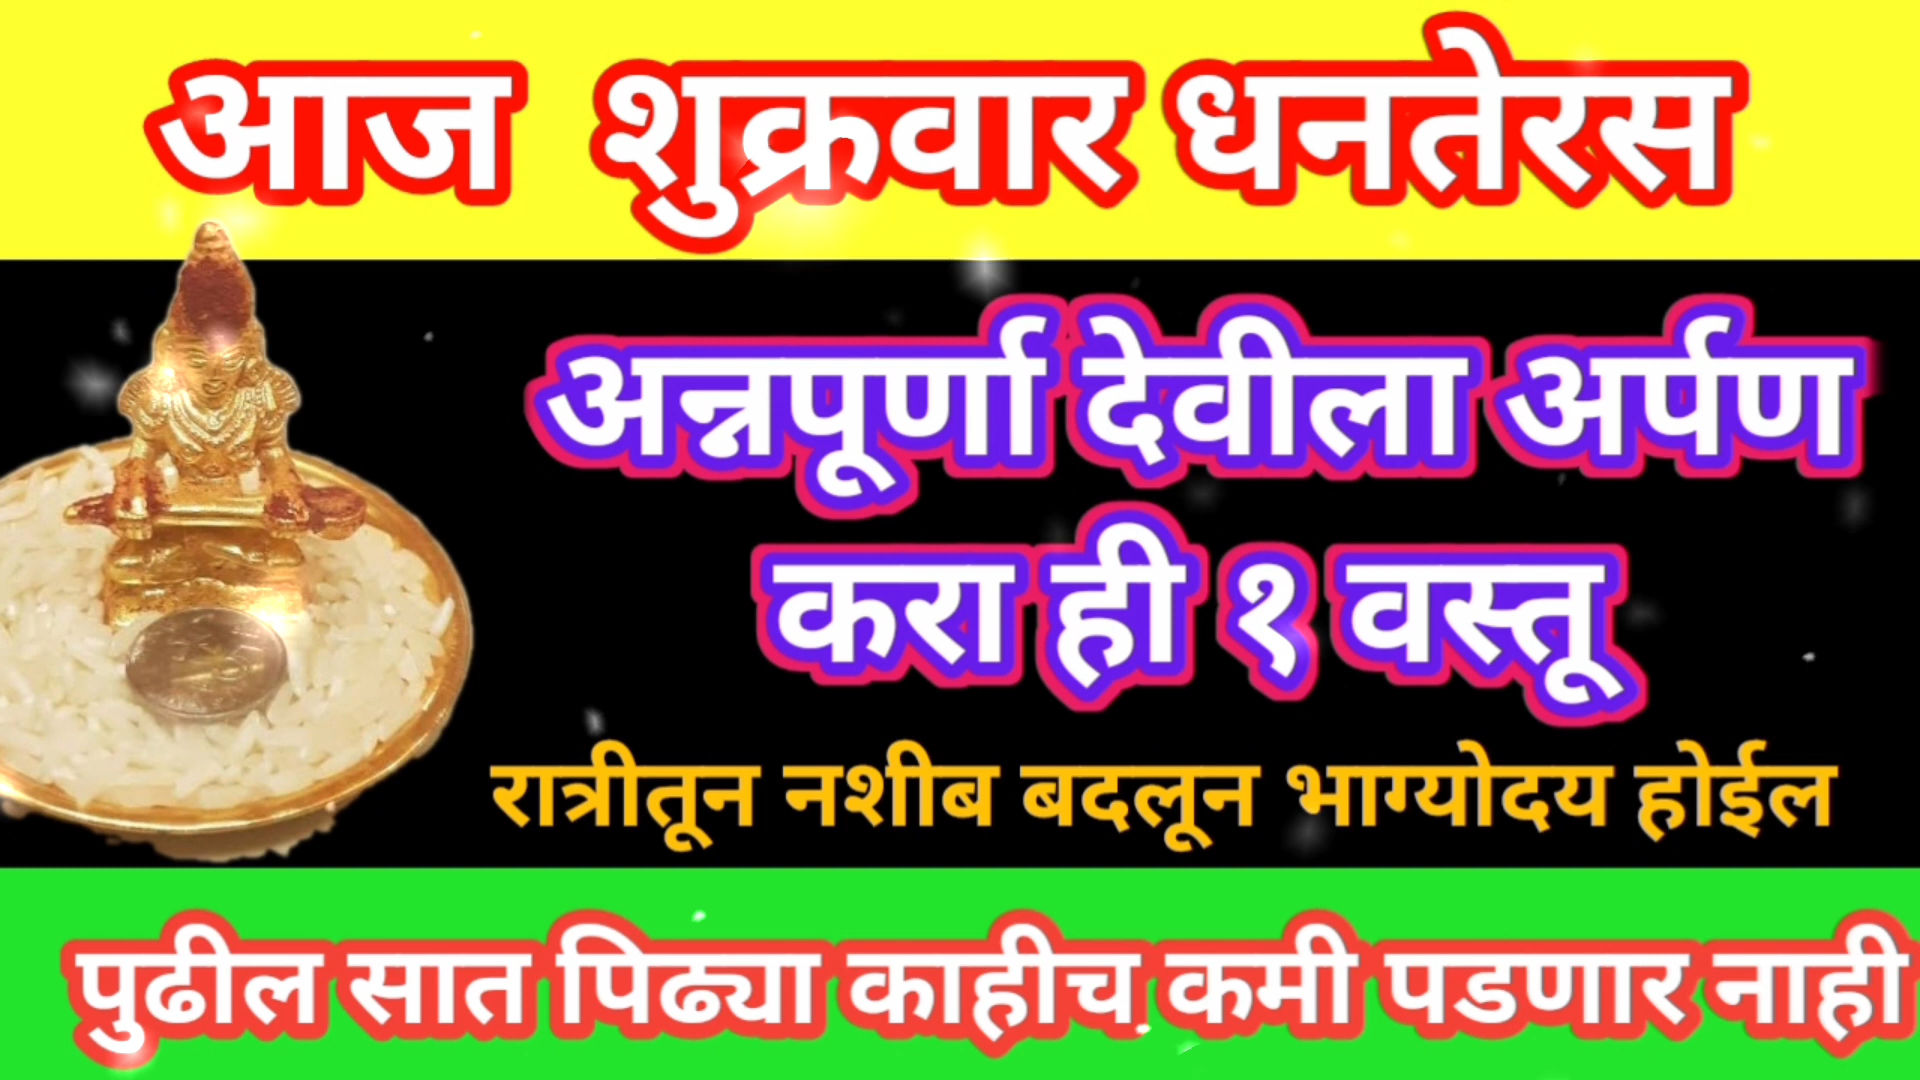 आज शुक्रवार धनतेरस
अन्नपूर्णा देवीला अर्पण
करा ही १ वस्तू
रात्रीतून नशीब बदलून भाग्योदय होईल
पुढील सात पिढ्या काहीच कमी पडणार नाही